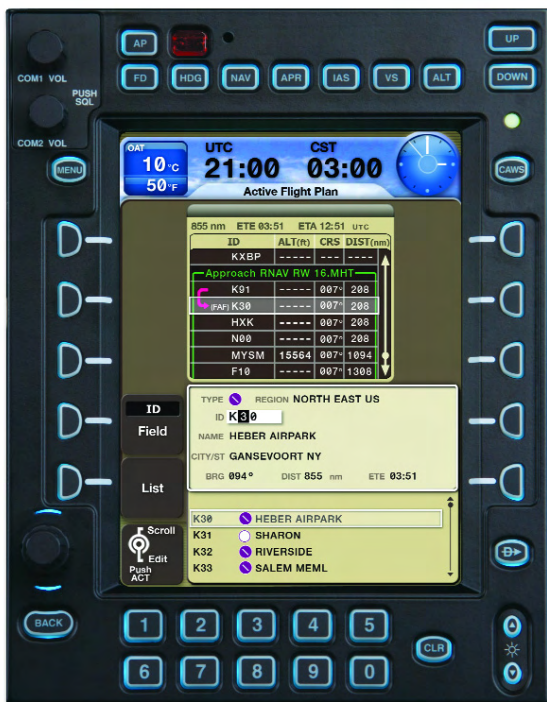 AP
UP
COM1 VOL
FD HDG NAV APR IAS VS ALT DOWN
PUSH
SQL
COM2 VOL
MENU
CAWS
OAT UTC CST
10 °C 21:00 03:00
50 °F
Active Flight Plan
855 nm ETE 03:51 ETA 12:51 UTC
ID ALT(ft) CRS DIST(nm)
KXBP ----- --- ----
Approach RNAV RW 16.MHT
K91 ----- 007° 208
(FAF) K30 ----- 007° 208
HXK ----- 007° 208
N00 ----- 007° 208
MYSM 15564 007° 1094
F10 ----- 007° 1308
TYPE REGION NORTH EAST US
ID K30
NAME HEBER AIRPARK
CITY/ST GANSEVOORT NY
BRG 094° DIST 855 nm ETE 03:51
ID
Field
List
K30 HEBER AIRPARK
K31 SHARON
K32 RIVERSIDE
K33 SALEM MEML
Scroll
Edit
Push
ACT
D
BACK
1 2 3 4 5
CLR
6 7 8 9 0